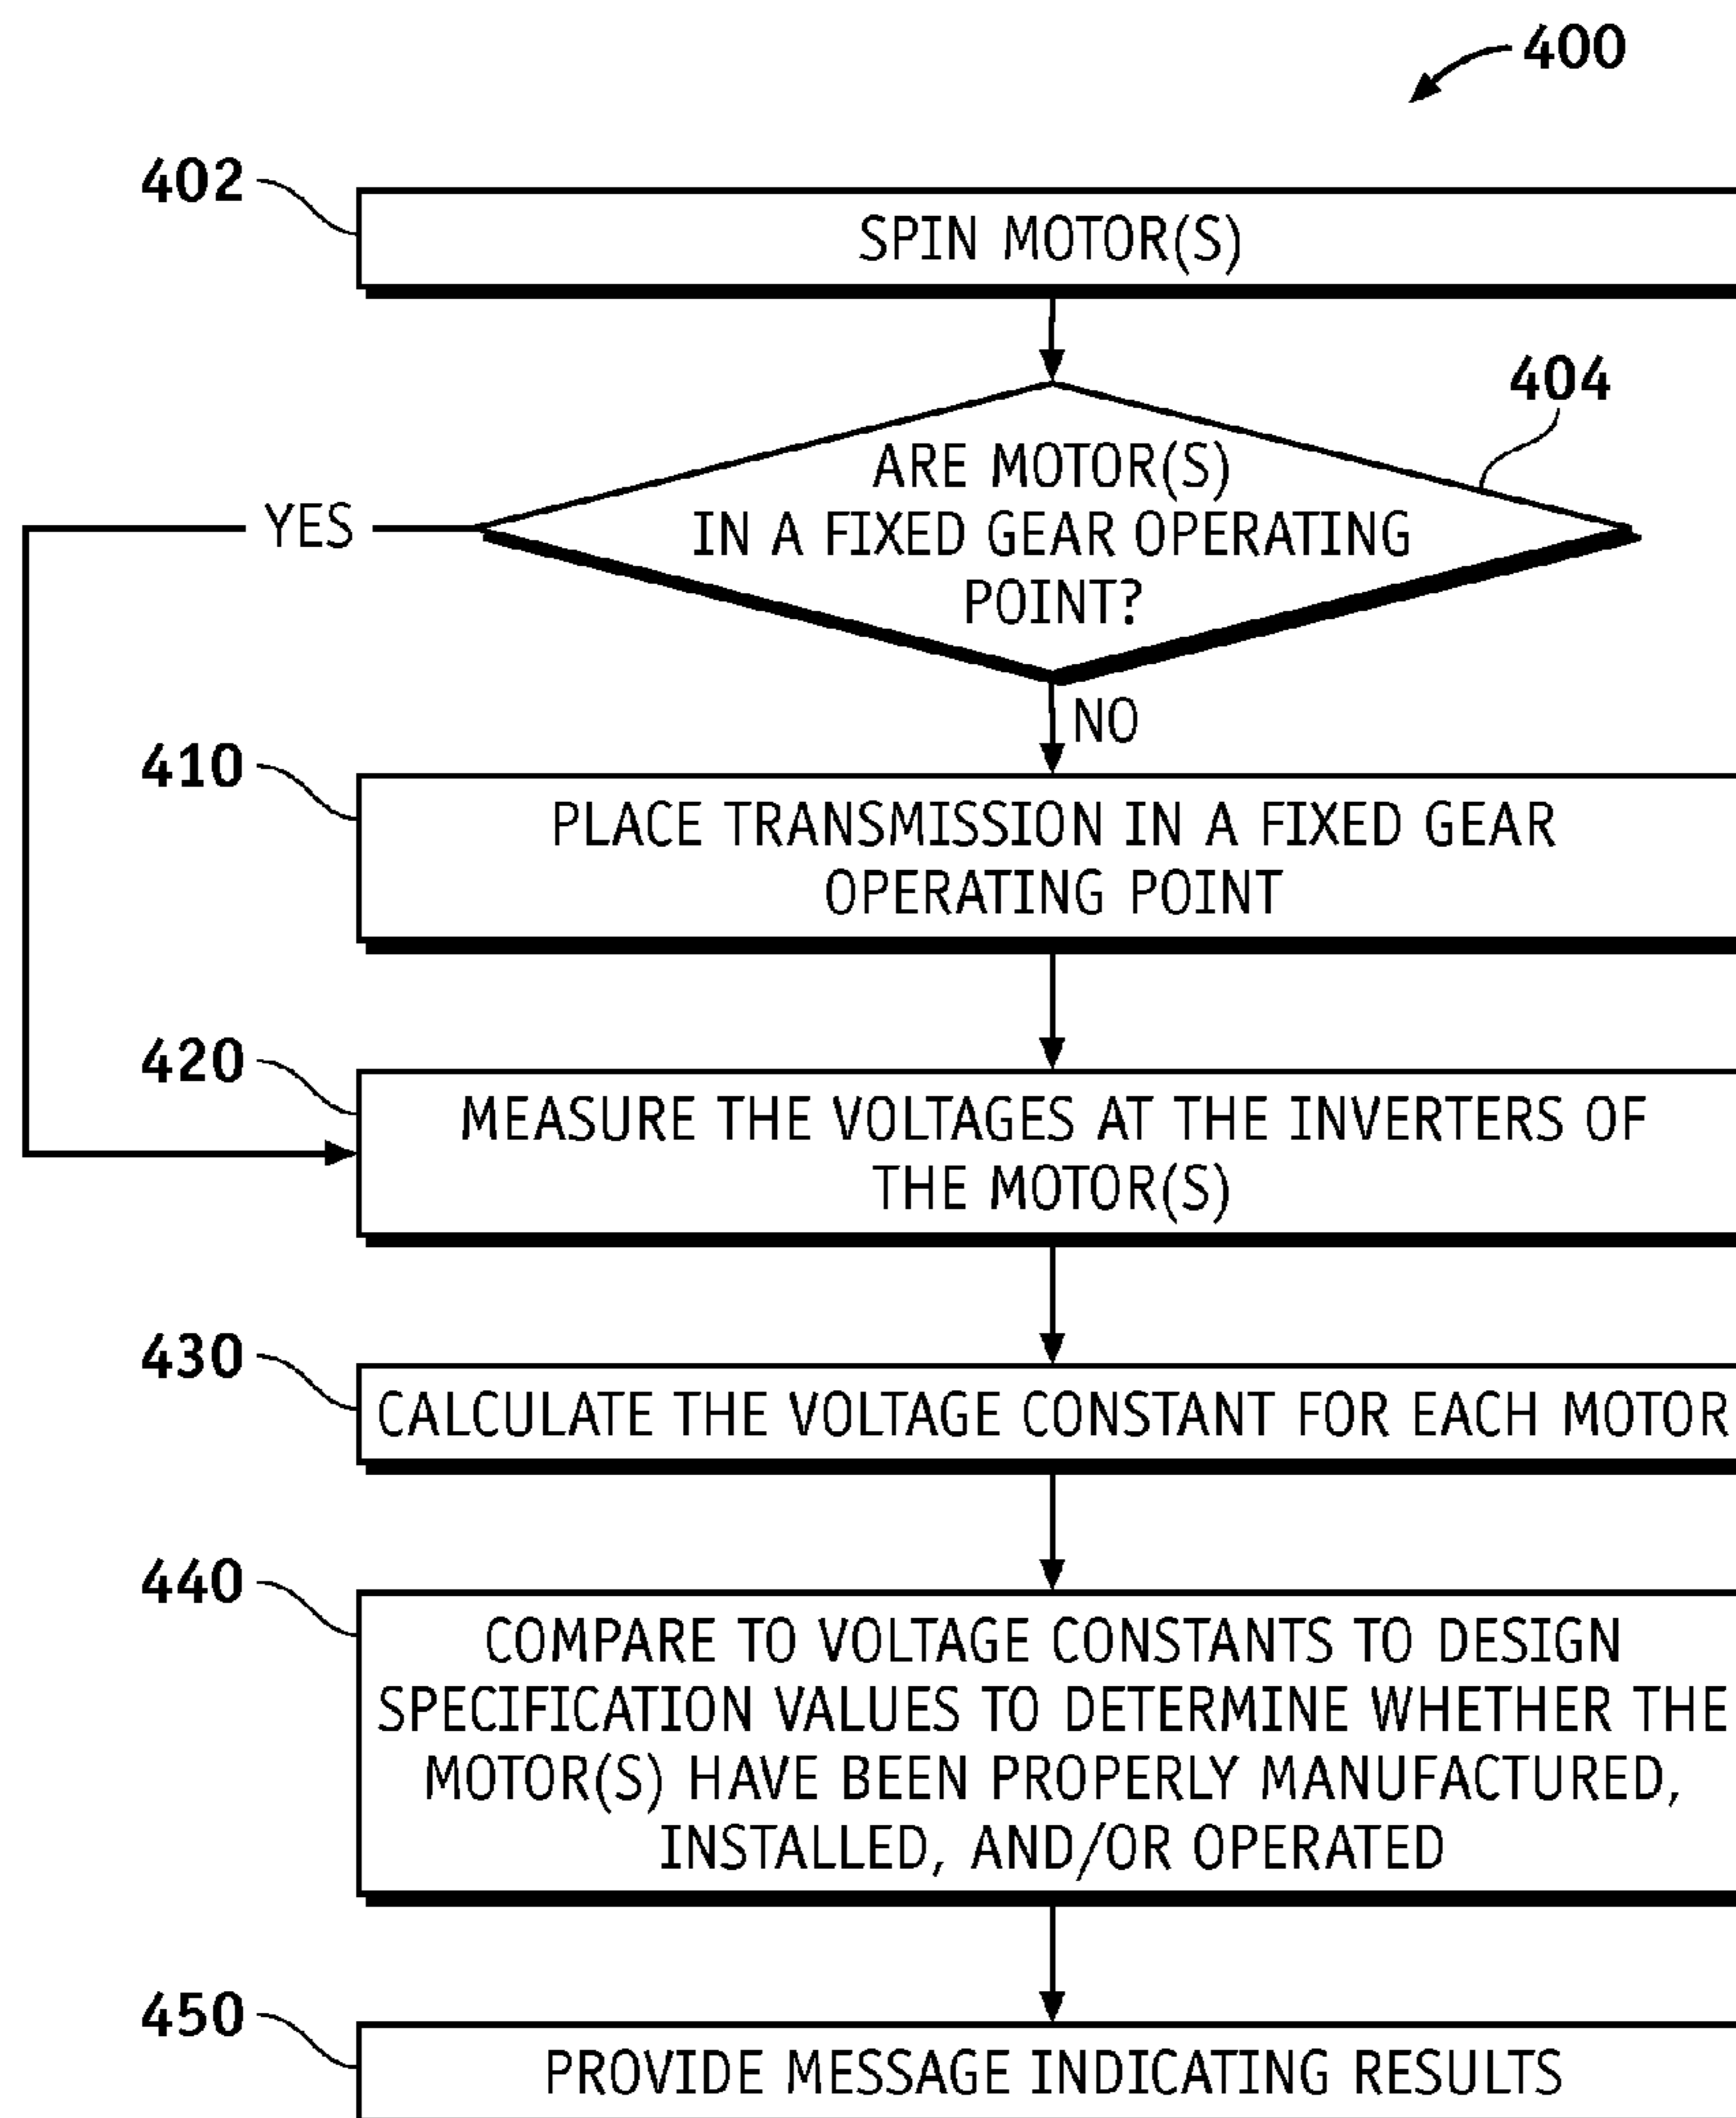 400
402
SPIN MOTOR(S)
404
ARE MOTOR(S)
IN A FIXED GEAR OPERATING
POINT?
YES
NO
410
PLACE TRANSMISSION IN A FIXED GEAR
OPERATING POINT
420
MEASURE THE VOLTAGES AT THE INVERTERS OF
THE MOTOR(S)
430
CALCULATE THE VOLTAGE CONSTANT FOR EACH MOTOR
440
COMPARE TO VOLTAGE CONSTANTS TO DESIGN
SPECIFICATION VALUES TO DETERMINE WHETHER THE
MOTOR(S) HAVE BEEN PROPERLY MANUFACTURED,
INSTALLED, AND/OR OPERATED
450
PROVIDE MESSAGE INDICATING RESULTS